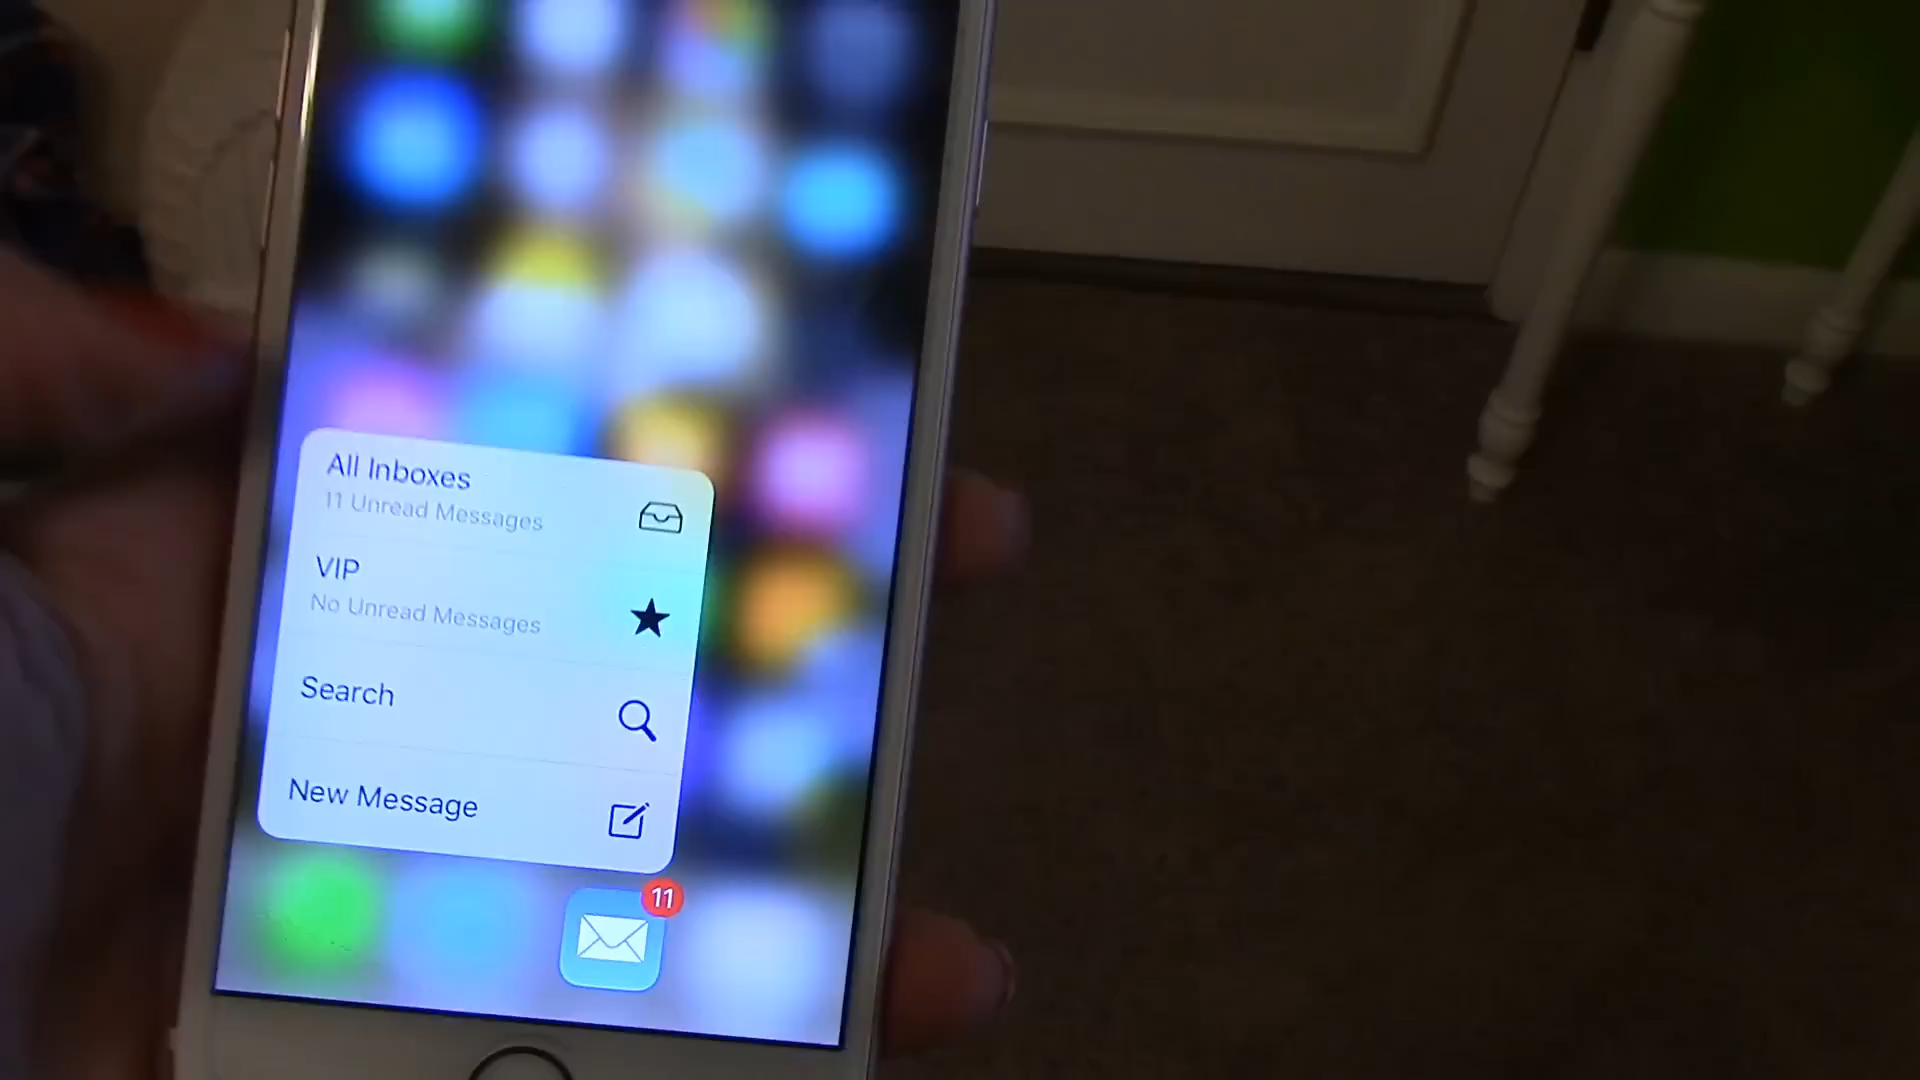 All Inboxes
11 Unread Messages
VIP
No Unread Messages
Search
New Message
11